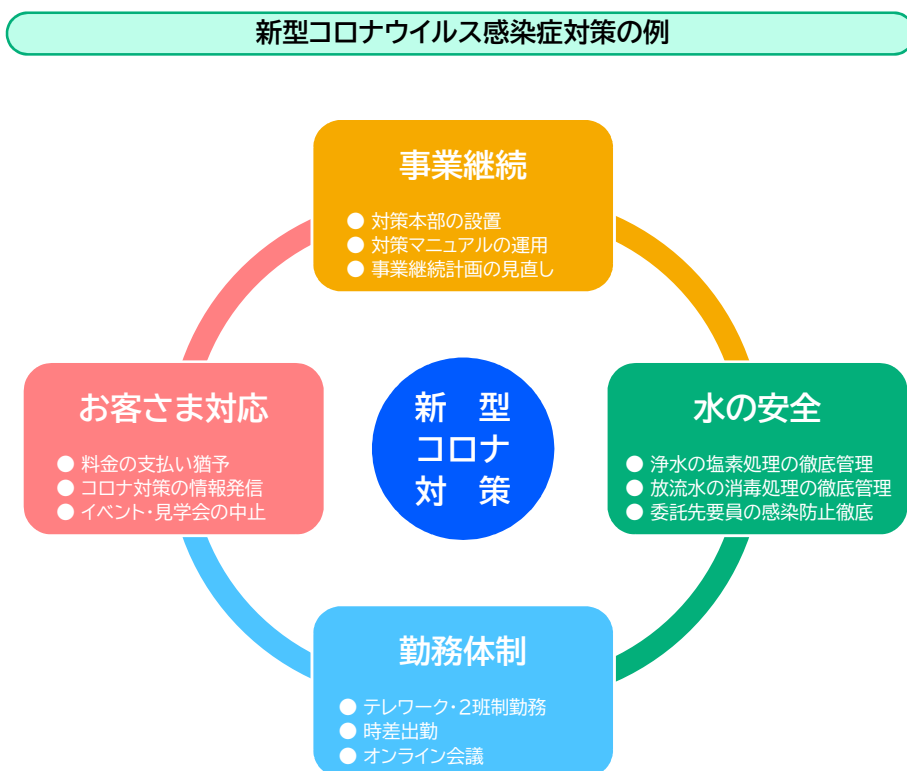 新型コロナウイルス感染症対策の例
事業継続
● 対策本部の設置
● 対策マニュアルの運用
● 事業継続計画の見直し
お客さま対応
● 料金の支払い猶予
● コロナ対策の情報発信
● イベント・見学会の中止
新　型
コロナ
対　策
水の安全
● 浄水の塩素処理の徹底管理
● 放流水の消毒処理の徹底管理
● 委託先要員の感染防止徹底
勤務体制
● テレワーク・2班制勤務
● 時差出勤
● オンライン会議